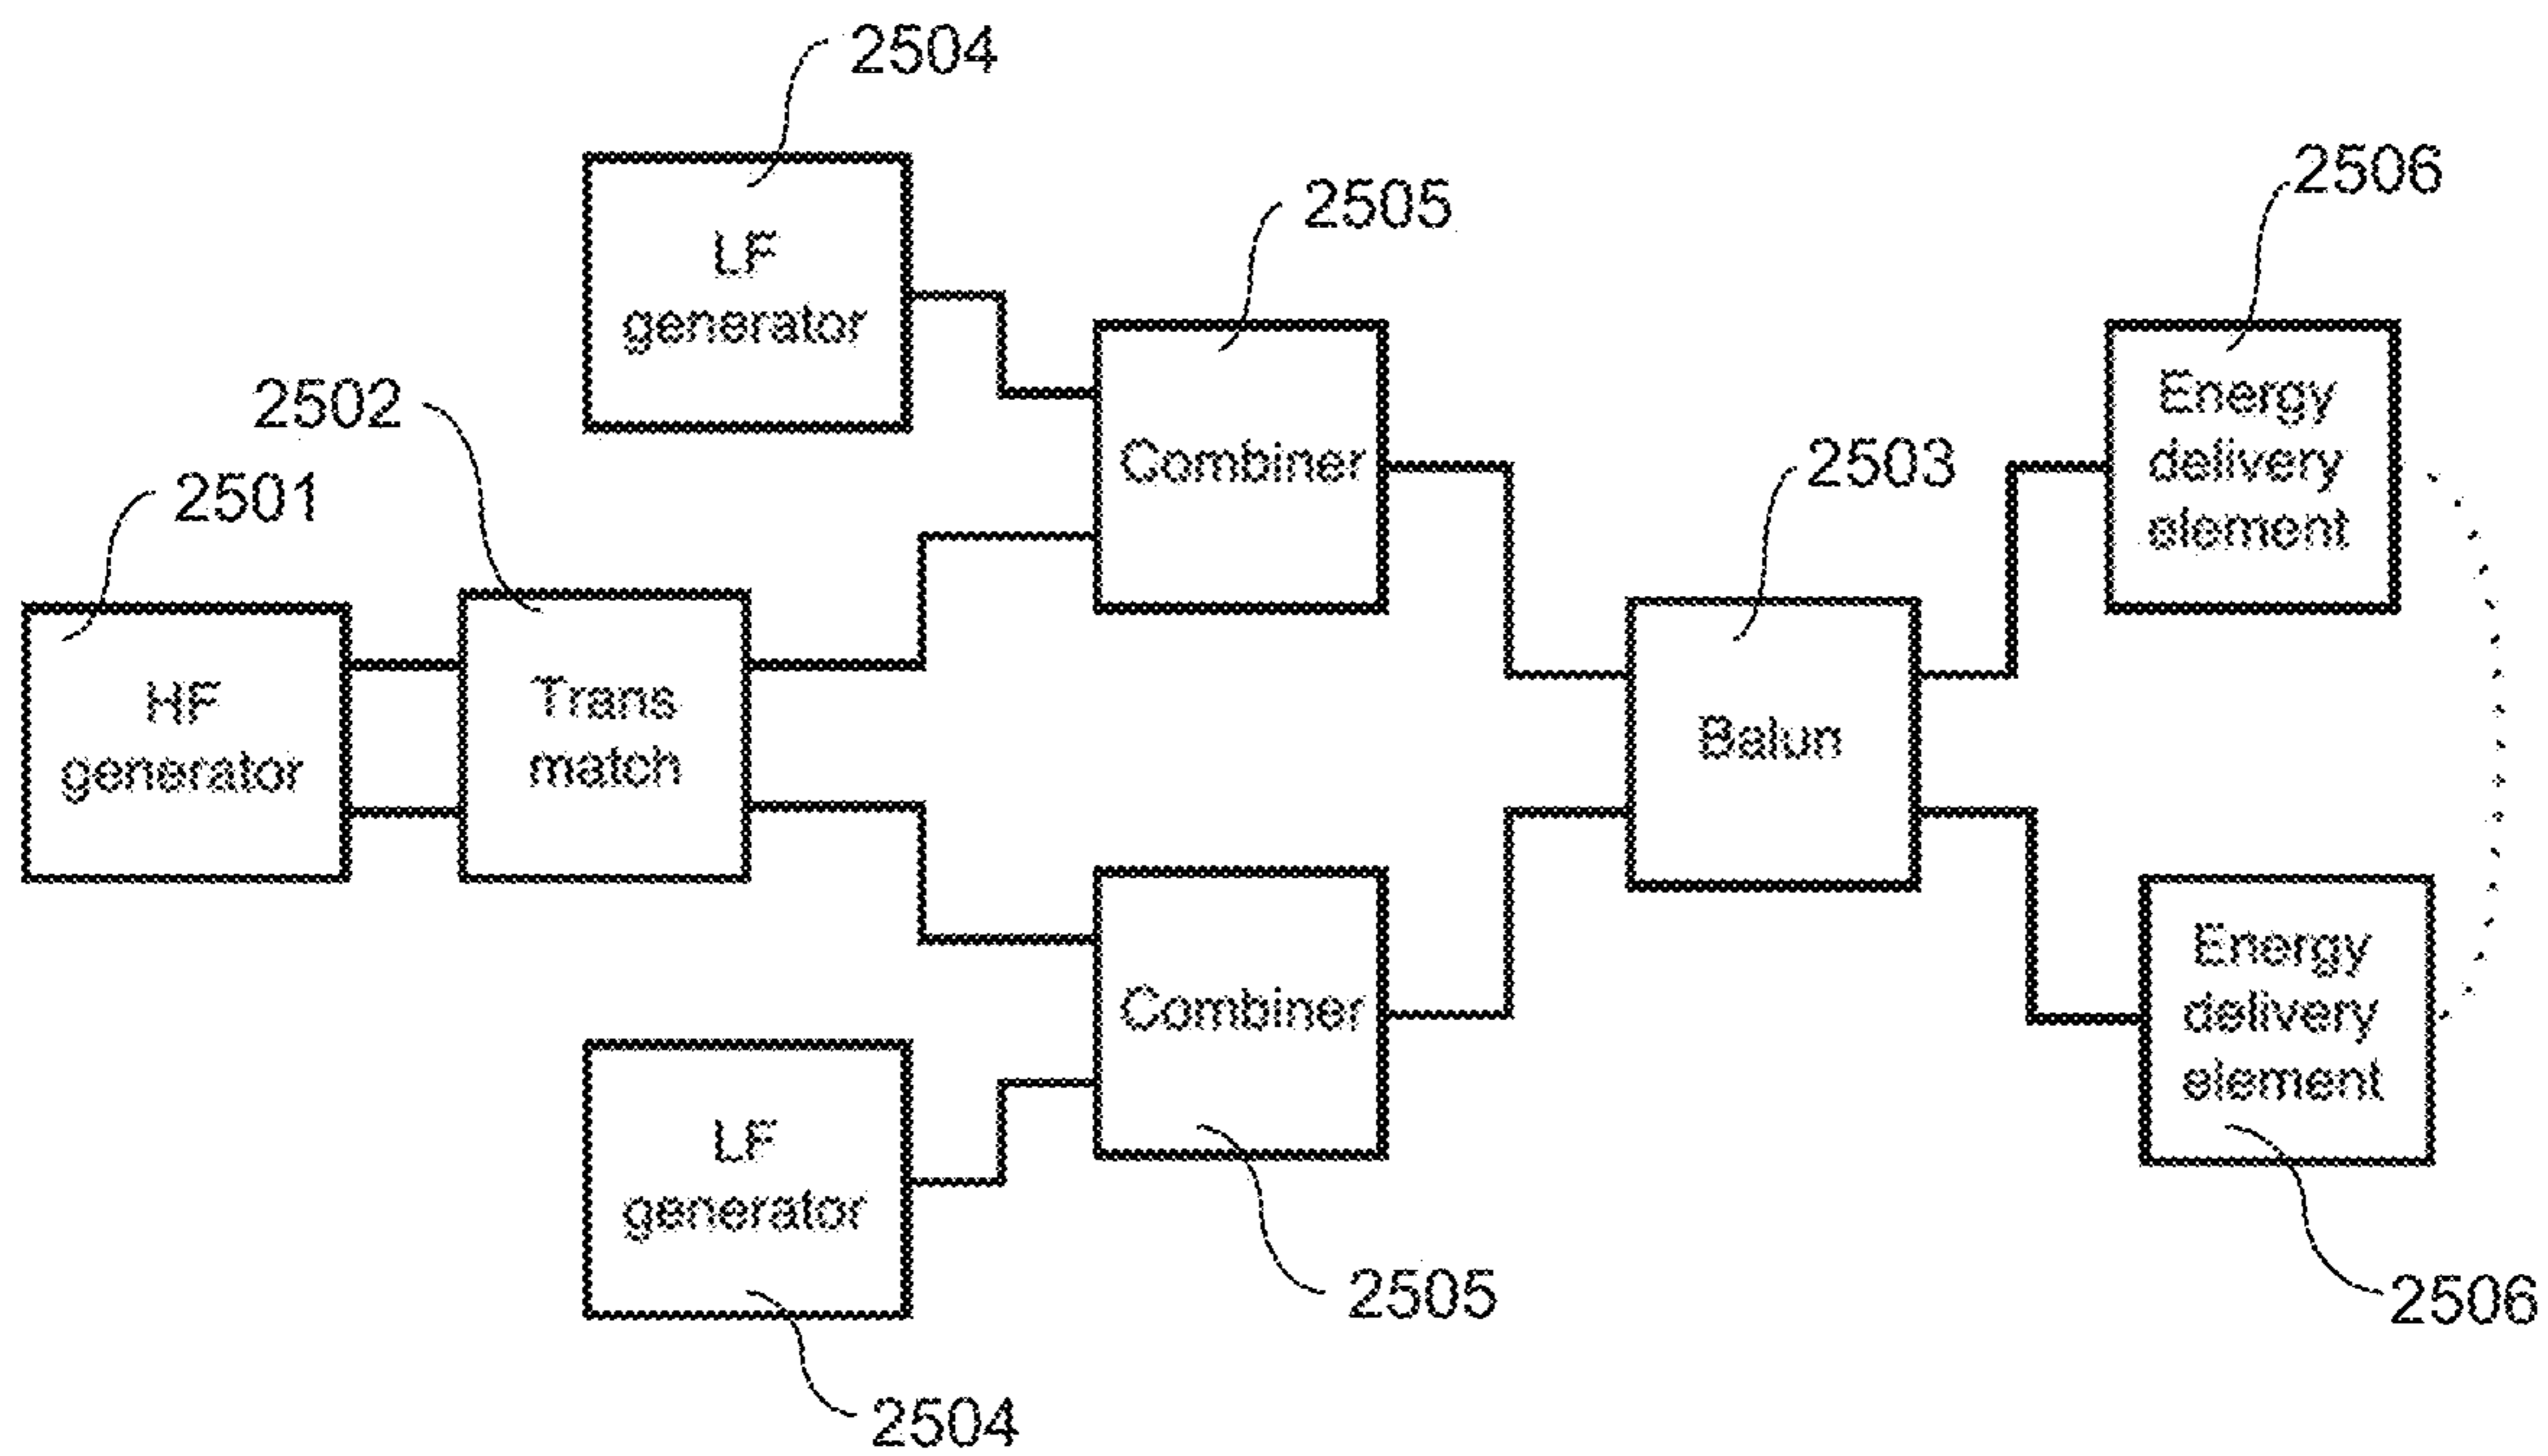 2504
LF
generator
2505
2506
Energy
delivery
element
2502
2501
Combiner
2503
HF
generator
Trans
match
Balun
Combiner
Energy
delivery
element
LF
generator
2505
2506
2504